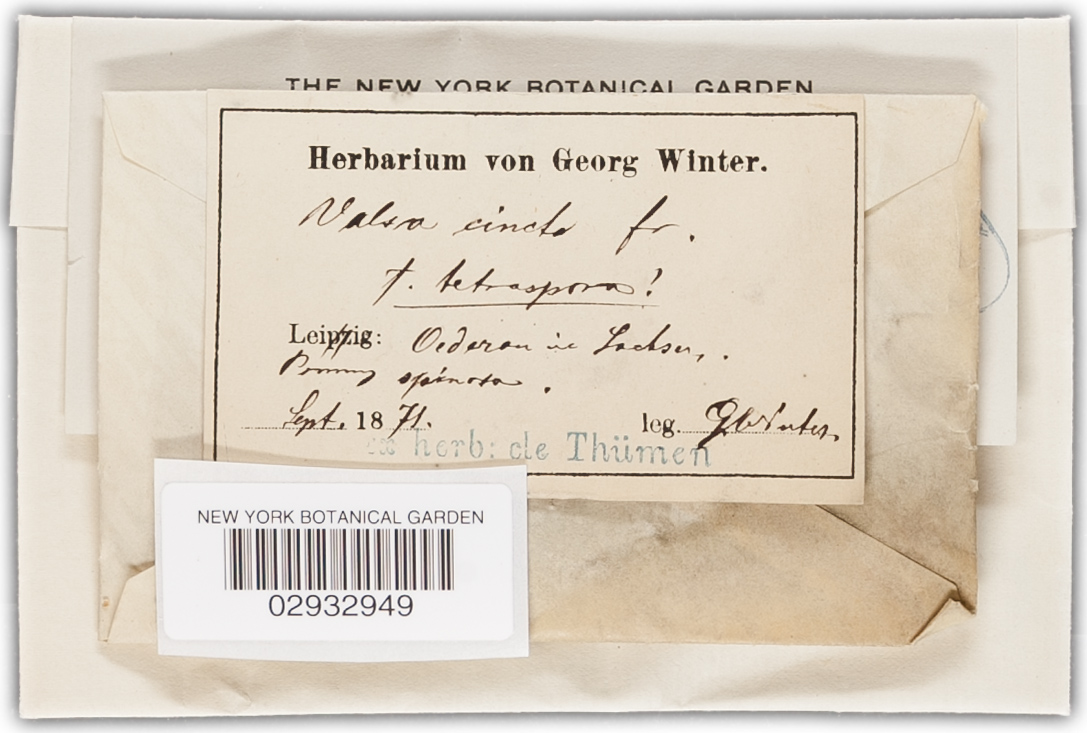 THE NEW YORK BOTANICAL GARDEN
Herbarium von Georg Winter.
Valsa cincta fr.
f. tetraspora!
Leipzig: Oederan in Sachsen.
Prunus spinosa.
Sept. 1871. leg. GWinter.
ex herb: de Thümen
NEW YORK BOTANICAL GARDEN
02932949